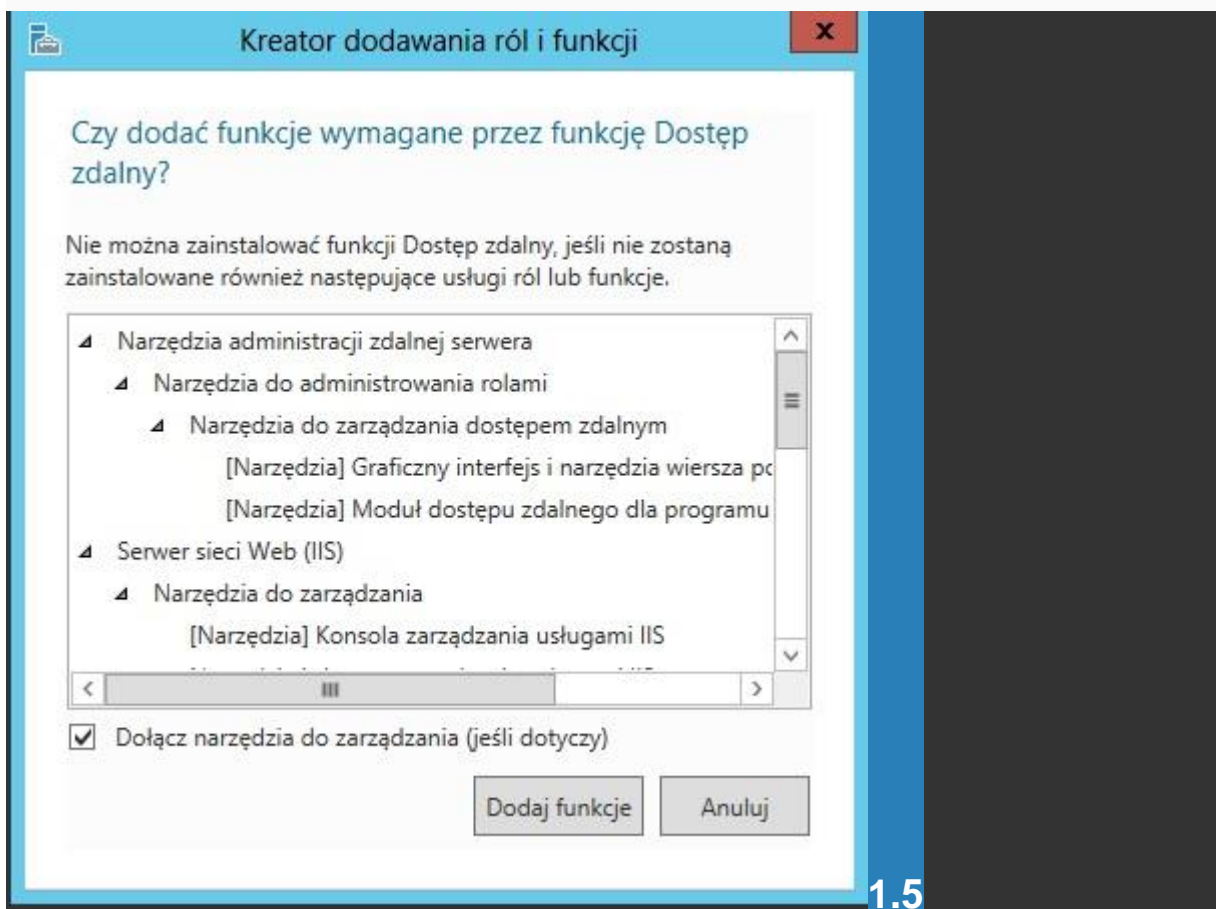 Kreator dodawania ról i funkcji
x
Czy dodać funkcje wymagane przez funkcję Dostęp
zdalny?
Nie można zainstalować funkcji Dostęp zdalny, jeśli nie zostaną
zainstalowane również następujące usługi ról lub funkcje.
Narzędzia administracji zdalnej serwera
Narzędzia do administrowania rolami
Narzędzia do zarządzania dostępem zdalnym
[Narzędzia] Graficzny interfejs i narzędzia wiersza po
[Narzędzia] Moduł dostępu zdalnego dla programu
Serwer sieci Web (IIS)
Narzędzia do zarządzania
[Narzędzia] Konsola zarządzania usługami IIS
Dołącz narzędzia do zarządzania (jeśli dotyczy)
Dodaj funkcje
Anuluj
1.5